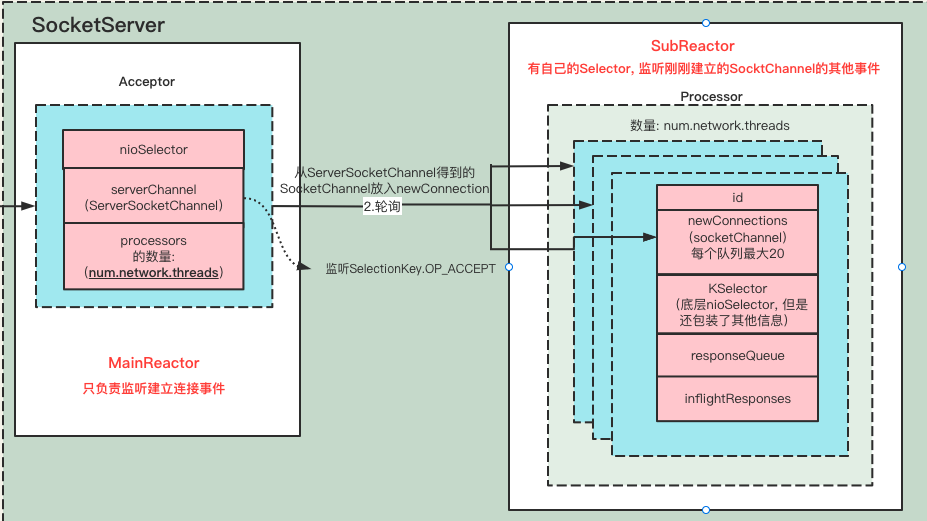 SocketServer
Acceptor
nioSelector
serverChannel
(ServerSocketChannel)
processors
的数量:
(num.network.threads)
MainReactor
只负责监听建立连接事件
从ServerSocketChannel得到的
SocketChannel放入newConnection
2.轮询
监听SelectionKey.OP_ACCEPT
SubReactor
有自己的Selector, 监听刚刚建立的SocktChannel的其他事件
Processor
数量: num.network.threads
id
newConnections
(socketChannel)
每个队列最大20
KSelector
(底层nioSelector, 但是
还包装了其他信息)
responseQueue
inflightResponses